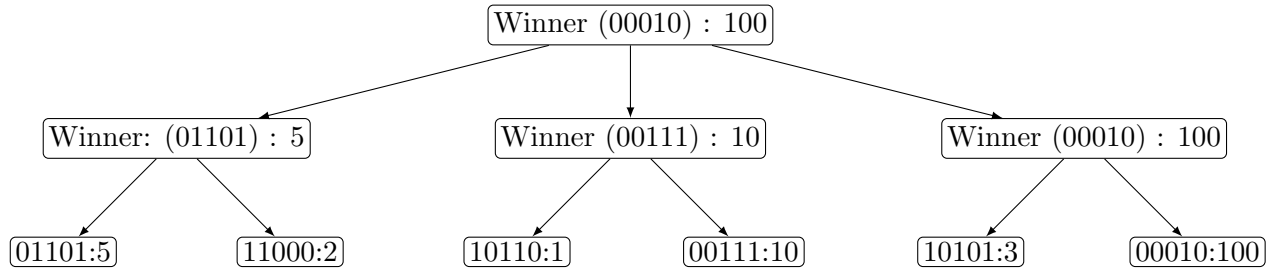 Winner (00010) : 100
Winner: (01101) : 5
Winner (00111) : 10
Winner (00010) : 100
01101:5
11000:2
10110:1
00111:10
10101:3
00010:100